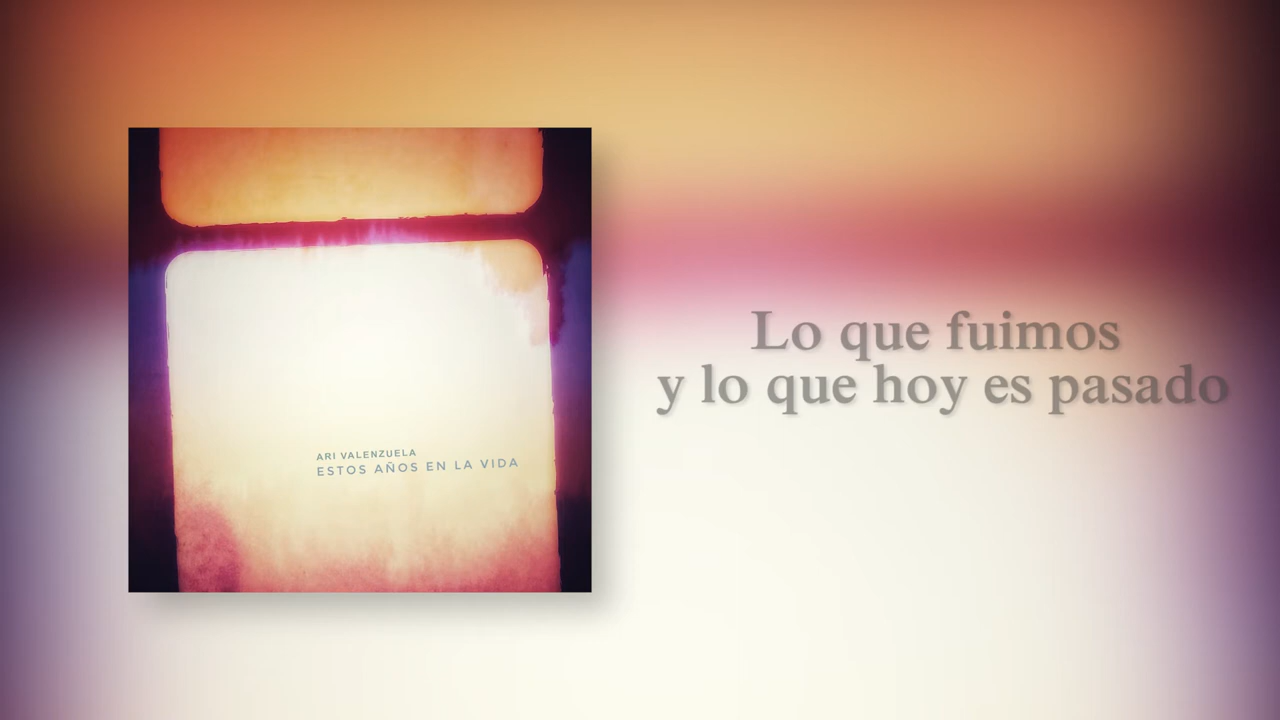 ARI VALENZUELA
ESTOS AÑOS EN LA VIDA
Lo que fuimos
y lo que hoy es pasado